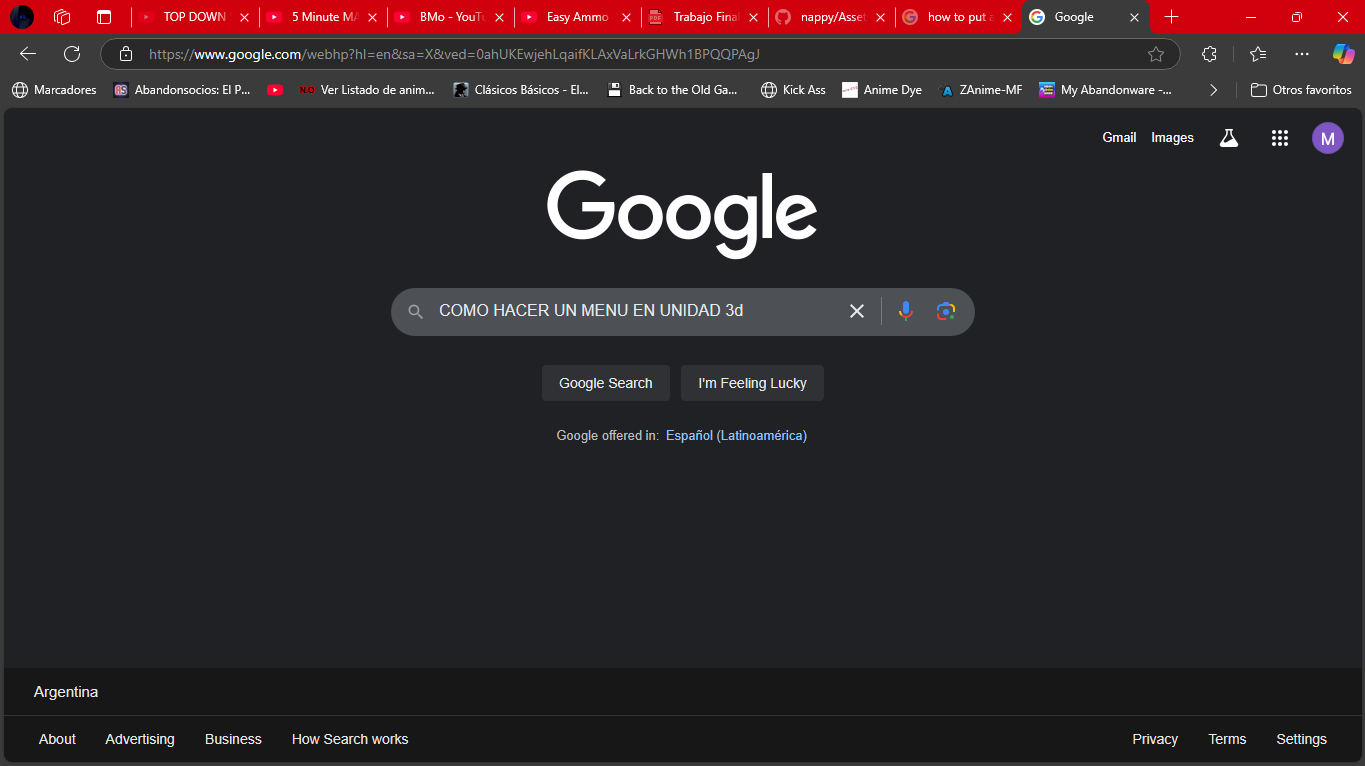 TOP DOWN
5 Minute MA
BMo - YouTu
Easy Ammo
Trabajo Final
nappy/Asset
how to put a
Google
https://www.google.com/webhp?hl=en&sa=X&ved=0ahUKEwjehLqaifKLAxVaLrkGHWh1BPQQPAgJ
Marcadores
Abandonsocios: El P...
Ver Listado de anim...
Clásicos Básicos - El...
Back to the Old Ga...
Kick Ass
Anime Dye
ZAnime-MF
My Abandonware -...
Otros favoritos
Gmail
Images
M
Google
COMO HACER UN MENU EN UNIDAD 3d
Google Search
I'm Feeling Lucky
Google offered in: Español (Latinoamérica)
Argentina
About
Advertising
Business
How Search works
Privacy
Terms
Settings